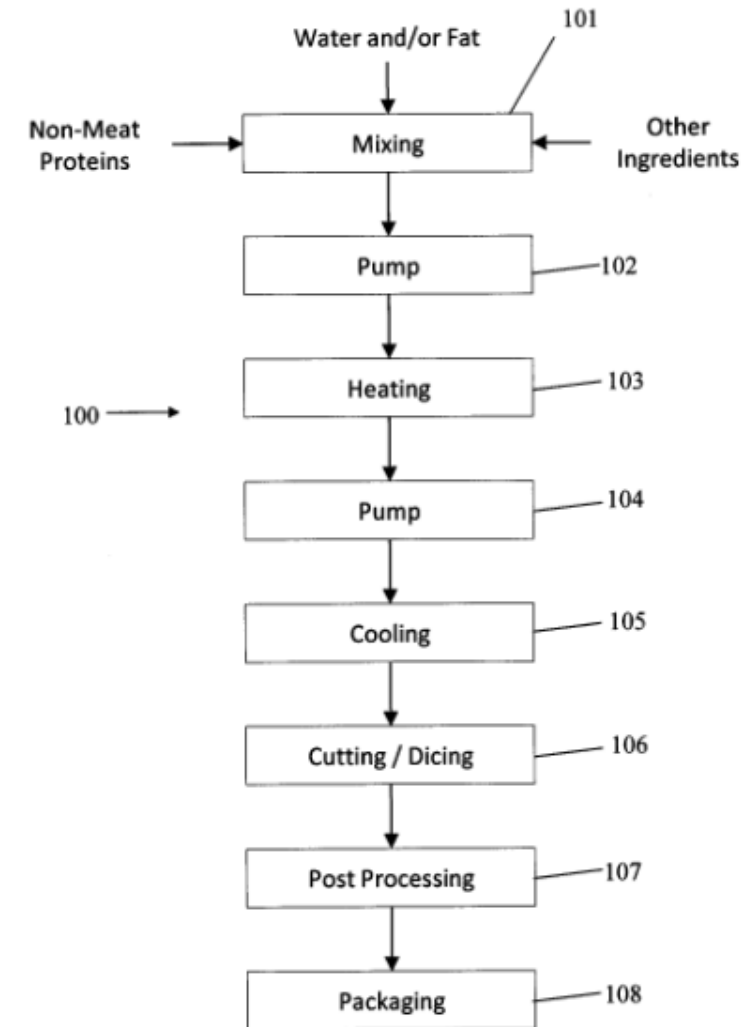 101
Water and/or Fat
Non-Meat
Proteins
Mixing
Other
Ingredients
Pump
102
Heating
103
100
Pump
104
Cooling
105
Cutting / Dicing
106
Post Processing
107
Packaging
108